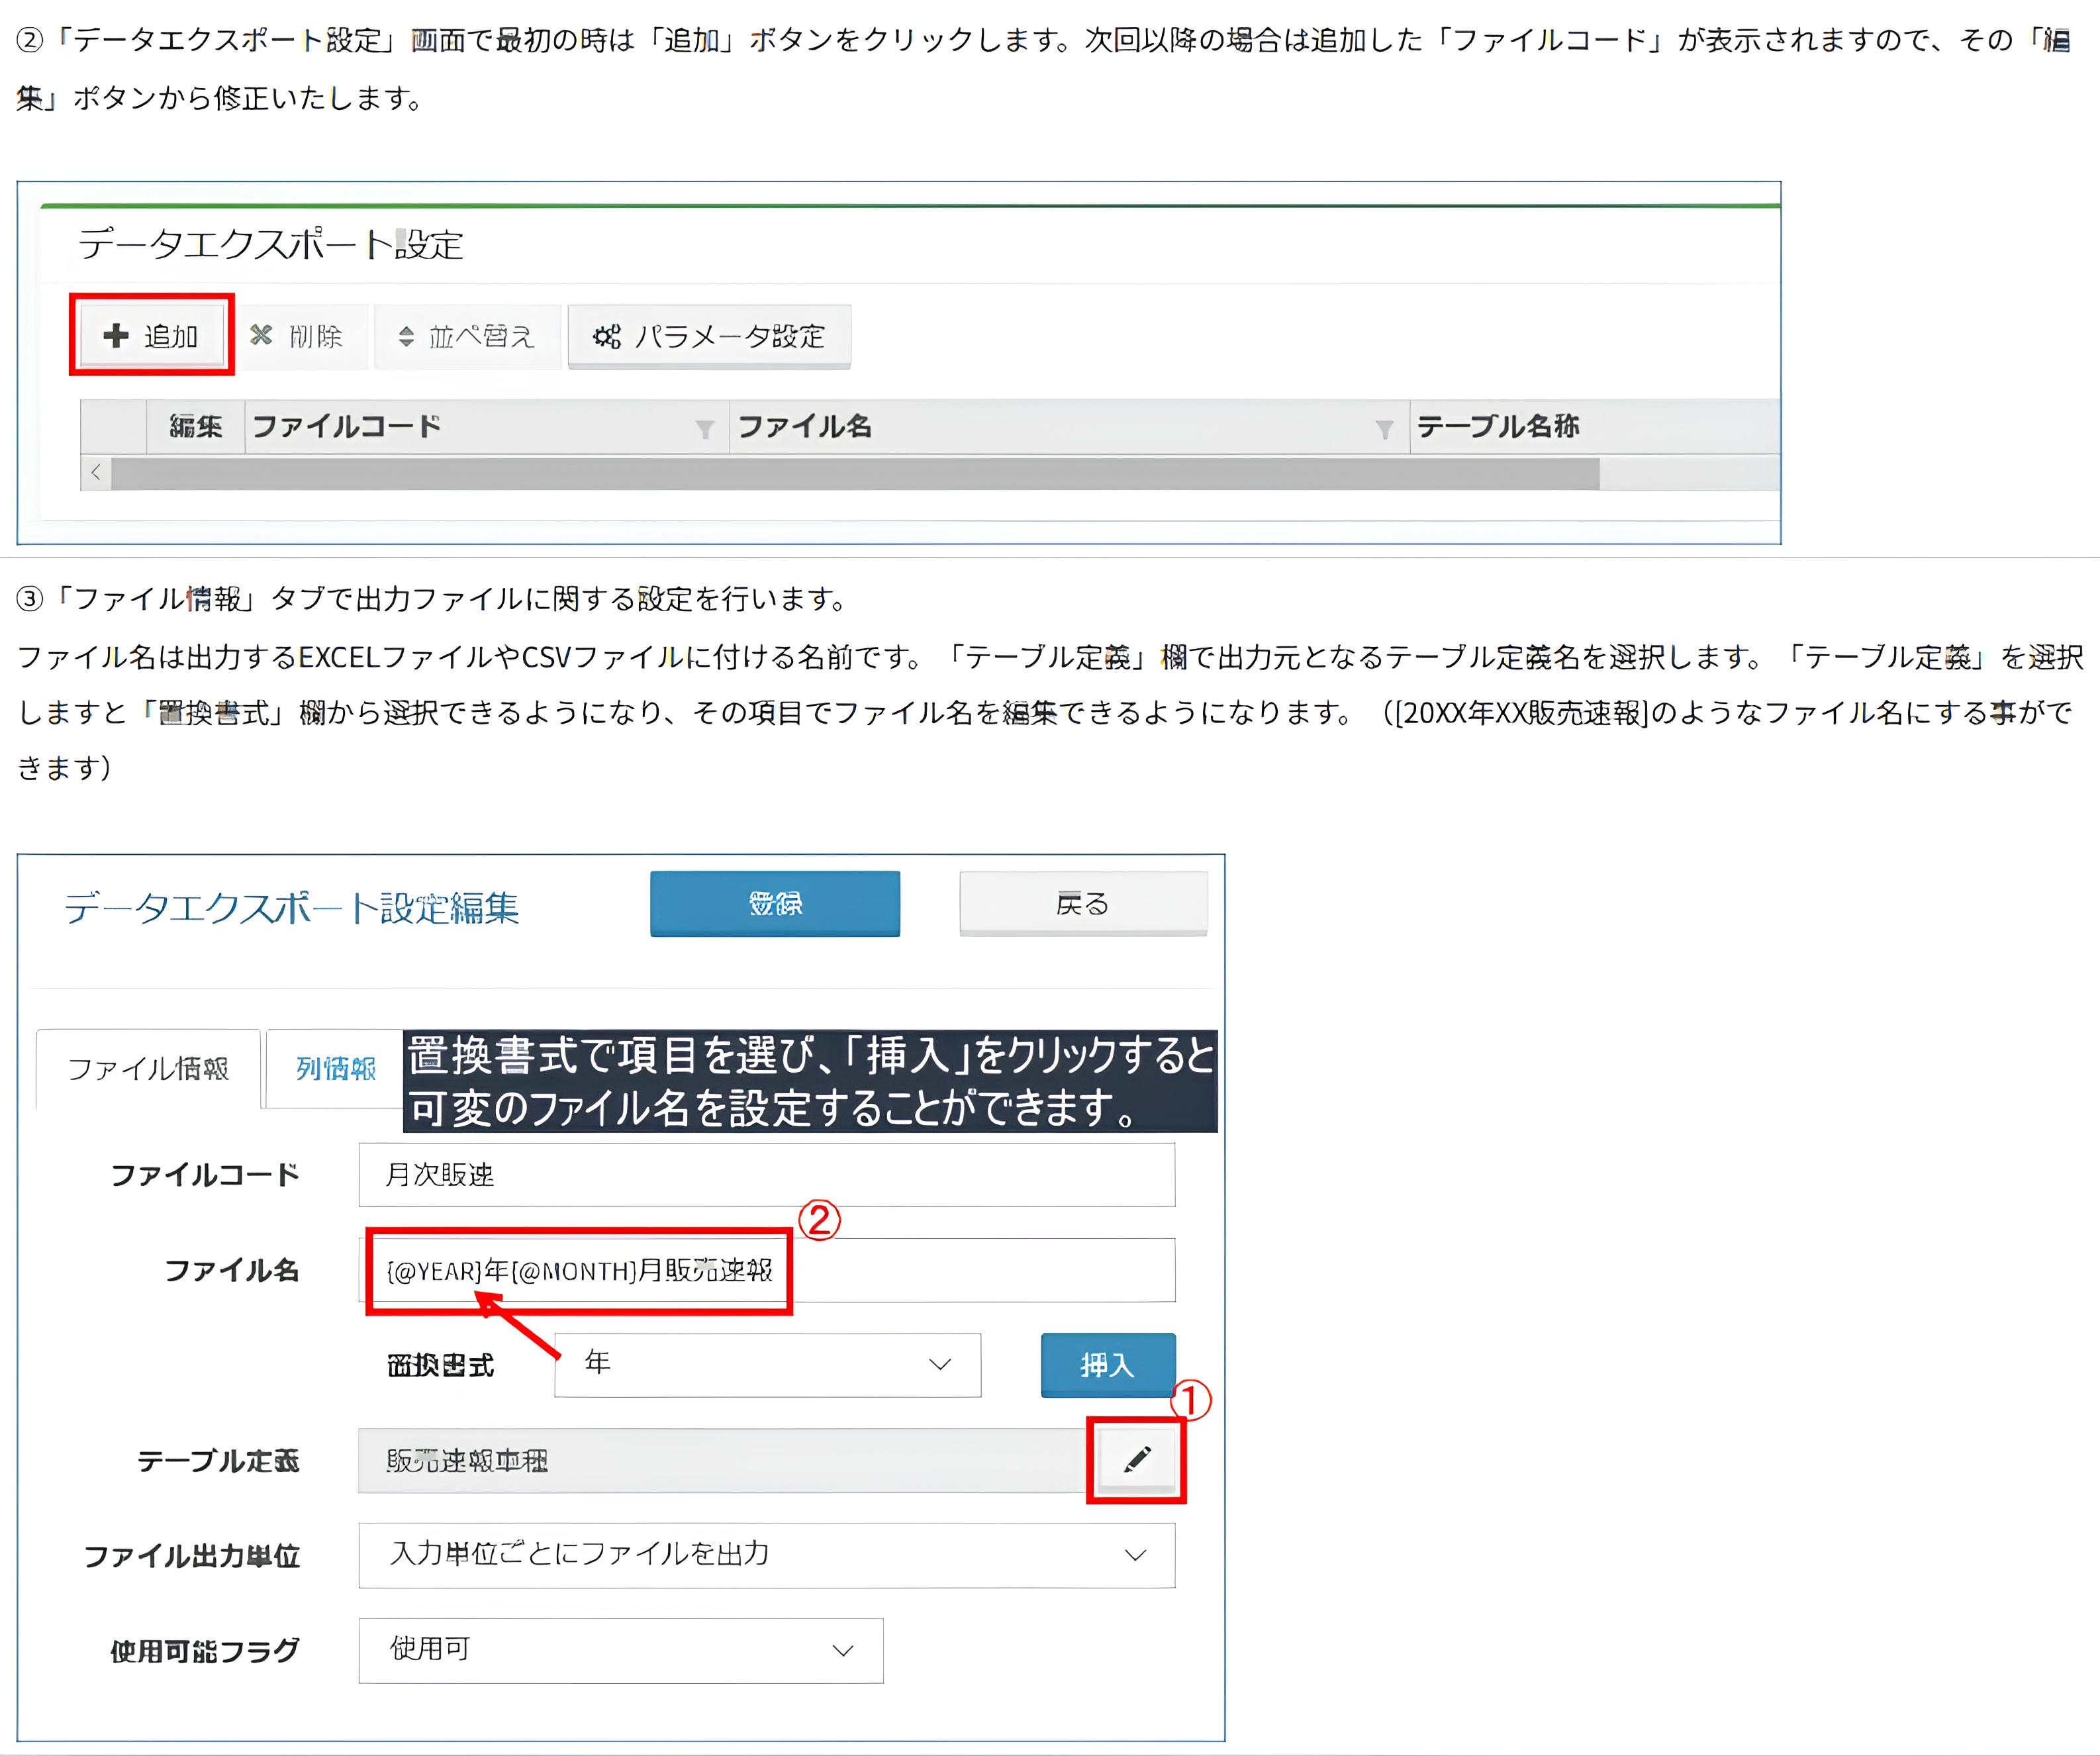 ②「データエクスポート設定」画面で最初の時は「追加」ボタンをクリックします。次回以降の場合は追加した「ファイルコード」が表示されますので、その「編
集」ボタンから修正いたします。
データエクスポート設定
追加 削除 並べ替え パラメータ設定
編集 ファイルコード ファイル名 テーブル名称
③「ファイル情報」タブで出力ファイルに関する設定を行います。
ファイル名は出力するEXCELファイルやCSVファイルに付ける名前です。「テーブル定義」欄で出力元となるテーブル定義名を選択します。「テーブル定義」を選択
しますと「置換書式」欄から選択できるようになり、その項目でファイル名を編集できるようになります。（[20XX年XX販売速報]のようなファイル名にする事がで
きます）
データエクスポート設定編集 登録 戻る
ファイル情報 列情報
置換書式で項目を選び、「挿入」をクリックすると
可変のファイル名を設定することができます。
ファイルコード 月次販速
②
ファイル名 {@YEAR}年{@MONTH}月販売速報
置換書式 年 挿入
①
テーブル定義 販売速報車種
ファイル出力単位 入力単位ごとにファイルを出力
使用可能フラグ 使用可